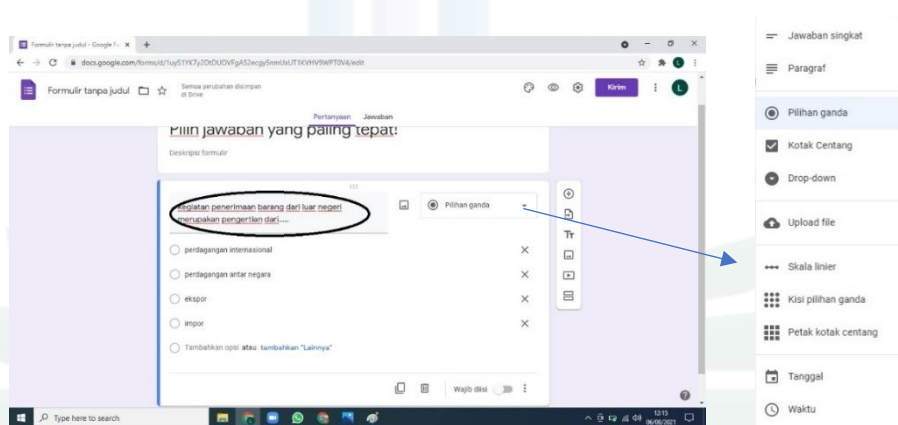 Formulir tanpa judul - Google Fo
docs.google.com/forms/d/
Formulir tanpa judul
Semua perubahan disimpan
di Drive
Kirim
L
Pertanyaan Jawaban
Pilih jawaban yang paling tepat!
Deskripsi formulir
Kegiatan penerimaan barang dari luar negeri
merupakan pengertian dari.....
Pilihan ganda
Tт
perdagangan internasional
perdagangan antar negara
ekspor
impor
Tambahkan opsi atau tambahkan "Lainnya"
Wajib diisi
Type here to search
12:15
06/06/2021
Jawaban singkat
Paragraf
Pilihan ganda
Kotak Centang
Drop-down
Upload file
Skala linier
Kisi pilihan ganda
Petak kotak centang
Tanggal
Waktu